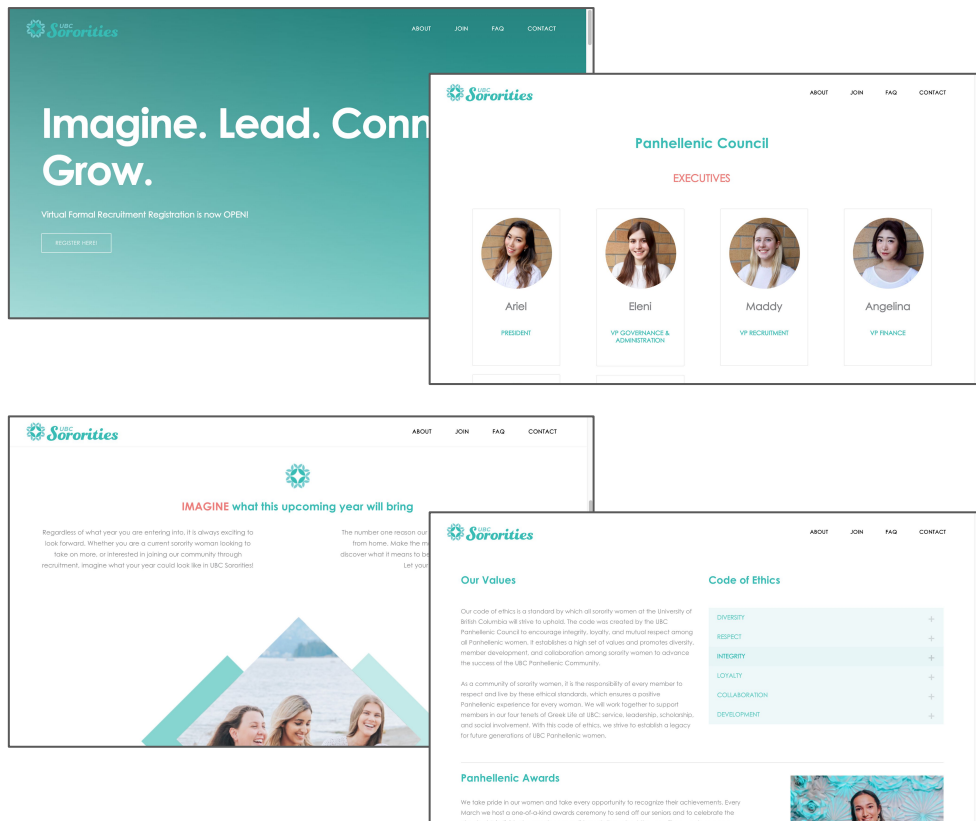 UBC
Sororities
ABOUT JOIN FAQ CONTACT
Imagine. Lead. Conn
Grow.
Virtual Formal Recruitment Registration is now OPEN!
REGISTER HERE!
UBC
Sororities
ABOUT JOIN FAQ CONTACT
Panhellenic Council
EXECUTIVES
Ariel Eleni Maddy Angelina
PRESIDENT VP GOVERNANCE & VP RECRUITMENT VP FINANCE
ADMINISTRATION
UBC
Sororities
ABOUT JOIN FAQ CONTACT
IMAGINE what this upcoming year will bring
Regardless of what year you are entering into, it is always exciting to
look forward. Whether you are a current sorority woman looking to
take on more, or interested in joining our community through
recruitment, imagine what your year could look like in UBC Sororities!
The number one reason our
from home. Make the m
discover what it means to be
Let your
UBC
Sororities
ABOUT JOIN FAQ CONTACT
Our Values
Our code of ethics is a standard by which all sorority women at the University of
British Columbia will strive to uphold. The code was created by the UBC
Panhellenic Council to encourage integrity, loyalty, and mutual respect among
all Panhellenic women. It establishes a high set of values and promotes diversity,
member development, and collaboration among sorority women to advance
the success of the UBC Panhellenic Community.
As a community of sorority women, it is the responsibility of every member to
respect and live by these ethical standards, which ensures a positive
Panhellenic experience for every woman. We will work together to support
members in our four tenets of Greek Life at UBC: service, leadership, scholarship,
and social involvement. With this code of ethics, we strive to establish a legacy
for future generations of UBC Panhellenic women.
Code of Ethics
DIVERSITY +
RESPECT +
INTEGRITY +
LOYALTY +
COLLABORATION +
DEVELOPMENT +
Panhellenic Awards
We take pride in our women and take every opportunity to recognize their achievements. Every
March we host a one-of-a-kind awards ceremony to send off our seniors and to celebrate the